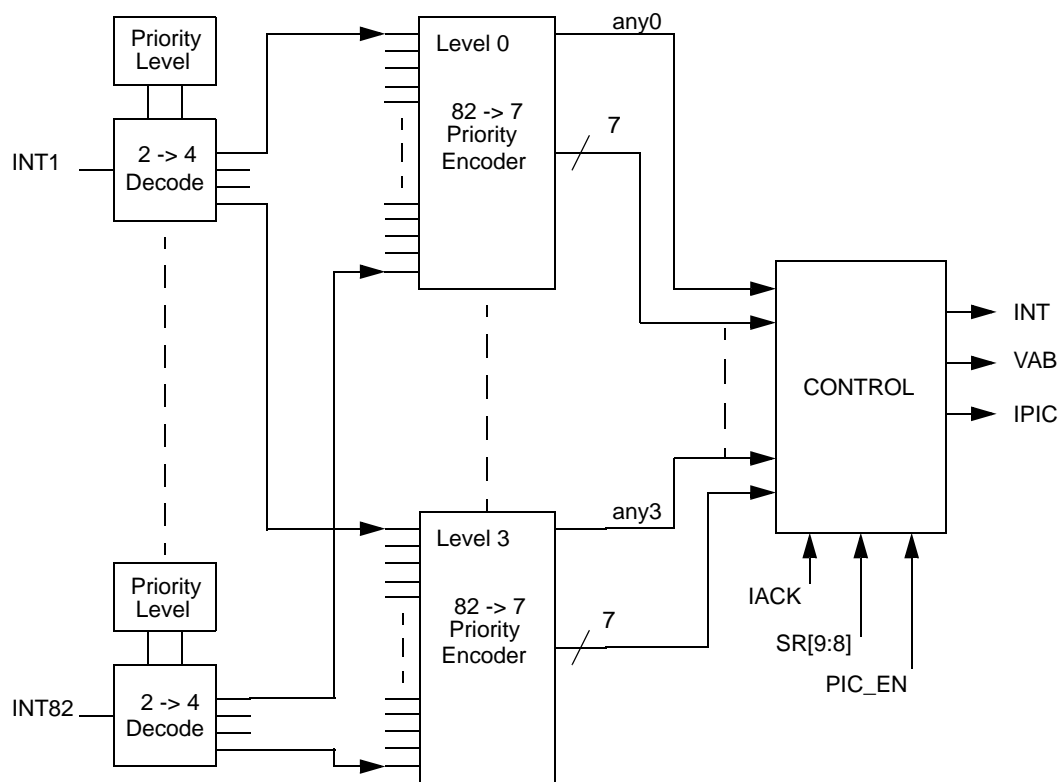 Priority
Level
INT1
2 -> 4
Decode
Level 0
82 -> 7
Priority
Encoder
any0
7
CONTROL
INT
VAB
IPIC
IACK
SR[9:8]
PIC_EN
Priority
Level
INT82
2 -> 4
Decode
Level 3
82 -> 7
Priority
Encoder
any3
7